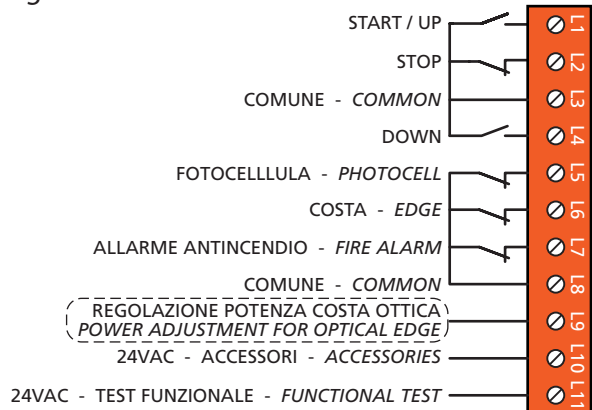 START / UP L1
STOP L2
COMUNE - COMMON L3
DOWN L4
FOTOCELLLULA - PHOTOCELL L5
COSTA - EDGE L6
ALLARME ANTINCENDIO - FIRE ALARM L7
COMUNE - COMMON L8
REGOLAZIONE POTENZA COSTA OTTICA
POWER ADJUSTMENT FOR OPTICAL EDGE L9
24VAC - ACCESSORI - ACCESSORIES L10
24VAC - TEST FUNZIONALE - FUNCTIONAL TEST L11